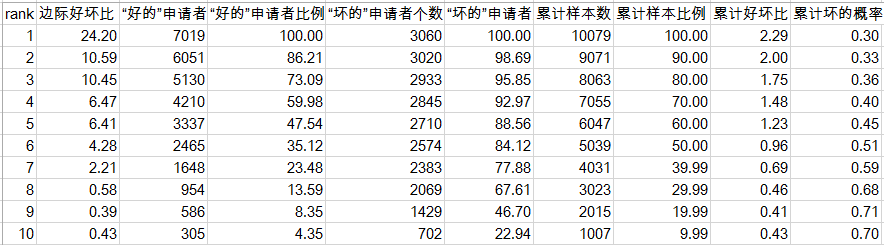 rank 边际好坏比 “好的”申请者 “好的”申请者比例 “坏的”申请者个数 “坏的”申请者 累计样本数 累计样本比例 累计好坏比 累计坏的概率
1 24.20 7019 100.00 3060 100.00 10079 100.00 2.29 0.30
2 10.59 6051 86.21 3020 98.69 9071 90.00 2.00 0.33
3 10.45 5130 73.09 2933 95.85 8063 80.00 1.75 0.36
4 6.47 4210 59.98 2845 92.97 7055 70.00 1.48 0.40
5 6.41 3337 47.54 2710 88.56 6047 60.00 1.23 0.45
6 4.28 2465 35.12 2574 84.12 5039 50.00 0.96 0.51
7 2.21 1648 23.48 2383 77.88 4031 39.99 0.69 0.59
8 0.58 954 13.59 2069 67.61 3023 29.99 0.46 0.68
9 0.39 586 8.35 1429 46.70 2015 19.99 0.41 0.71
10 0.43 305 4.35 702 22.94 1007 9.99 0.43 0.70